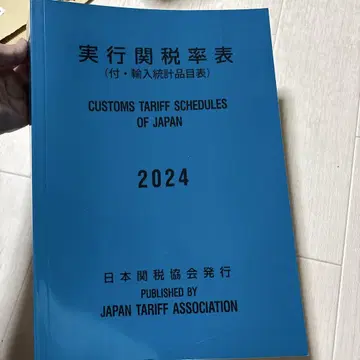 実行関税率表
（付・輸入統計品目表）
CUSTOMS TARIFF SCHEDULES
OF JAPAN
2024
日本関税協会発行
PUBLISHED BY
JAPAN TARIFF ASSOCIATION